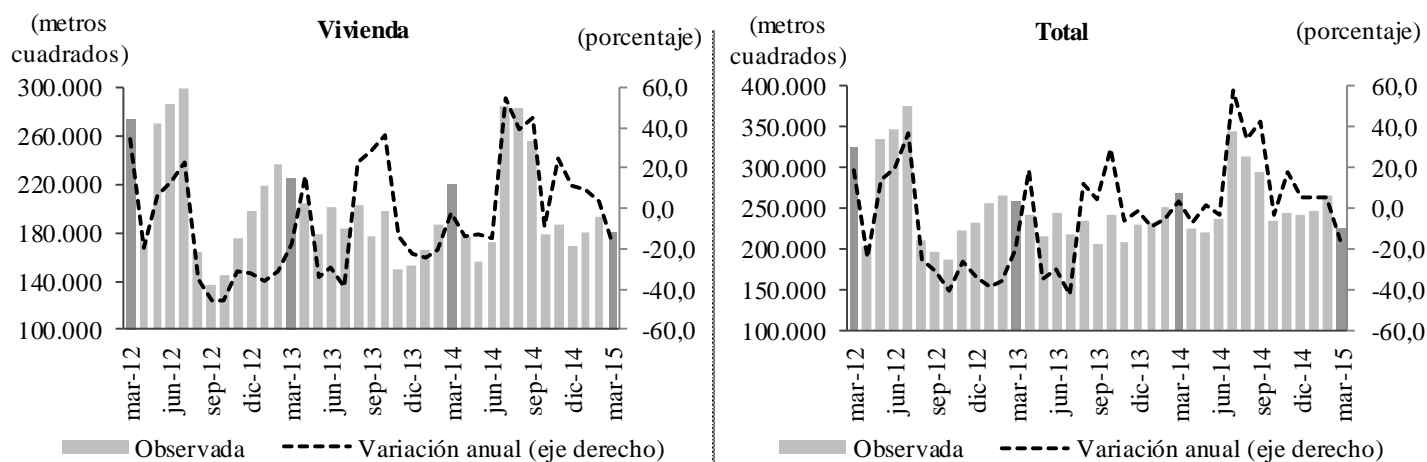 Vivienda
(metros
cuadrados)
(porcentaje)
300.000
260.000
220.000
180.000
140.000
100.000
60,0
40,0
20,0
0,0
-20,0
-40,0
-60,0
mar-12
jun-12
sep-12
dic-12
mar-13
jun-13
sep-13
dic-13
mar-14
jun-14
sep-14
dic-14
mar-15
Observada
Variación anual (eje derecho)
Total
(metros
cuadrados)
(porcentaje)
400.000
350.000
300.000
250.000
200.000
150.000
100.000
60,0
40,0
20,0
0,0
-20,0
-40,0
-60,0
mar-12
jun-12
sep-12
dic-12
mar-13
jun-13
sep-13
dic-13
mar-14
jun-14
sep-14
dic-14
mar-15
Observada
Variación anual (eje derecho)